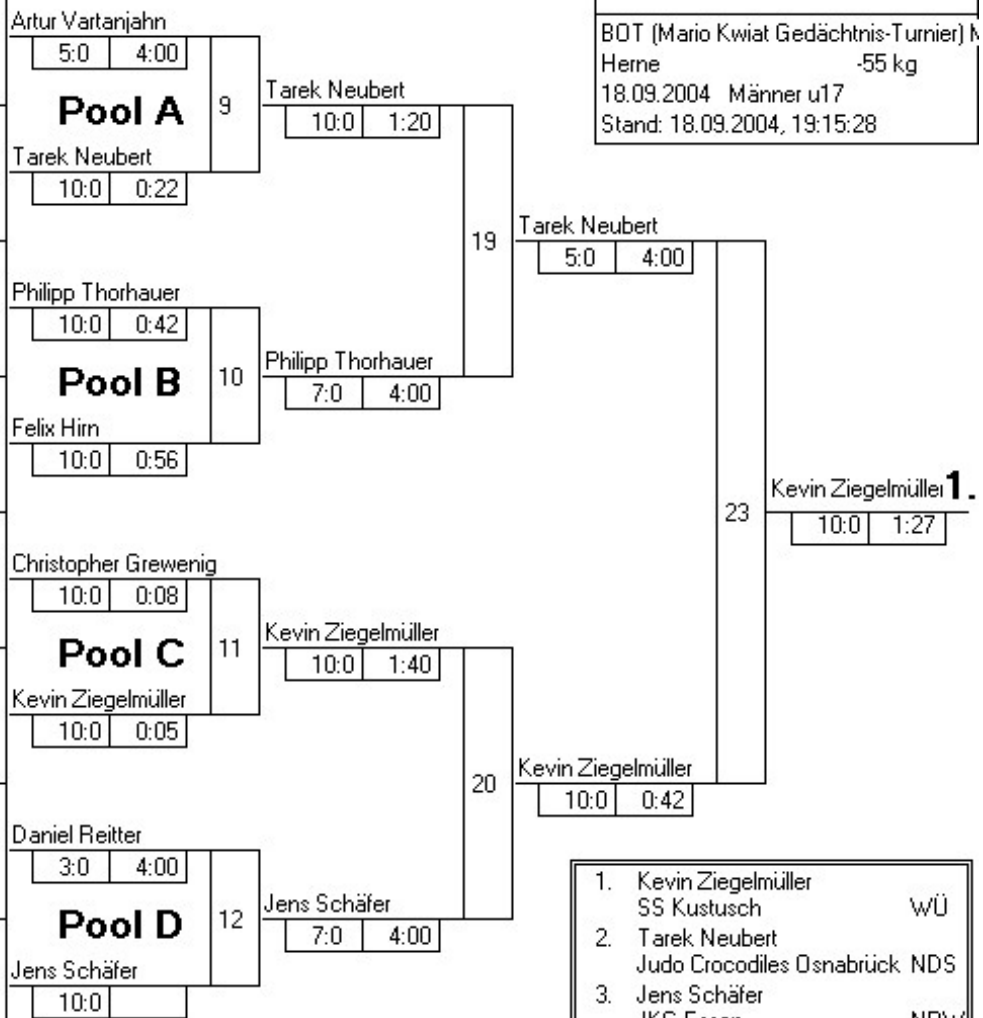 BOT (Mario Kwiat Gedächtnis-Turnier)
Herne -55 kg
18.09.2004 Männer u17
Stand: 18.09.2004, 19:15:28
Artur Vartanjahn
5:0 4:00
Pool A
9
Tarek Neubert
10:0 0:22
Tarek Neubert
10:0 1:20
Philipp Thorhauer
10:0 0:42
Pool B
10
Felix Hirn
10:0 0:56
Philipp Thorhauer
7:0 4:00
19
Tarek Neubert
5:0 4:00
Christopher Grewenig
10:0 0:08
Pool C
11
Kevin Ziegelmüller
10:0 0:05
Kevin Ziegelmüller
10:0 1:40
Daniel Reitter
3:0 4:00
Pool D
12
Jens Schäfer
10:0
Jens Schäfer
7:0 4:00
20
Kevin Ziegelmüller
10:0 0:42
23
Kevin Ziegelmüller 1.
10:0 1:27
1. Kevin Ziegelmüller
SS Kustusch WÜ
2. Tarek Neubert
Judo Crocodiles Osnabrück NDS
3. Jens Schäfer